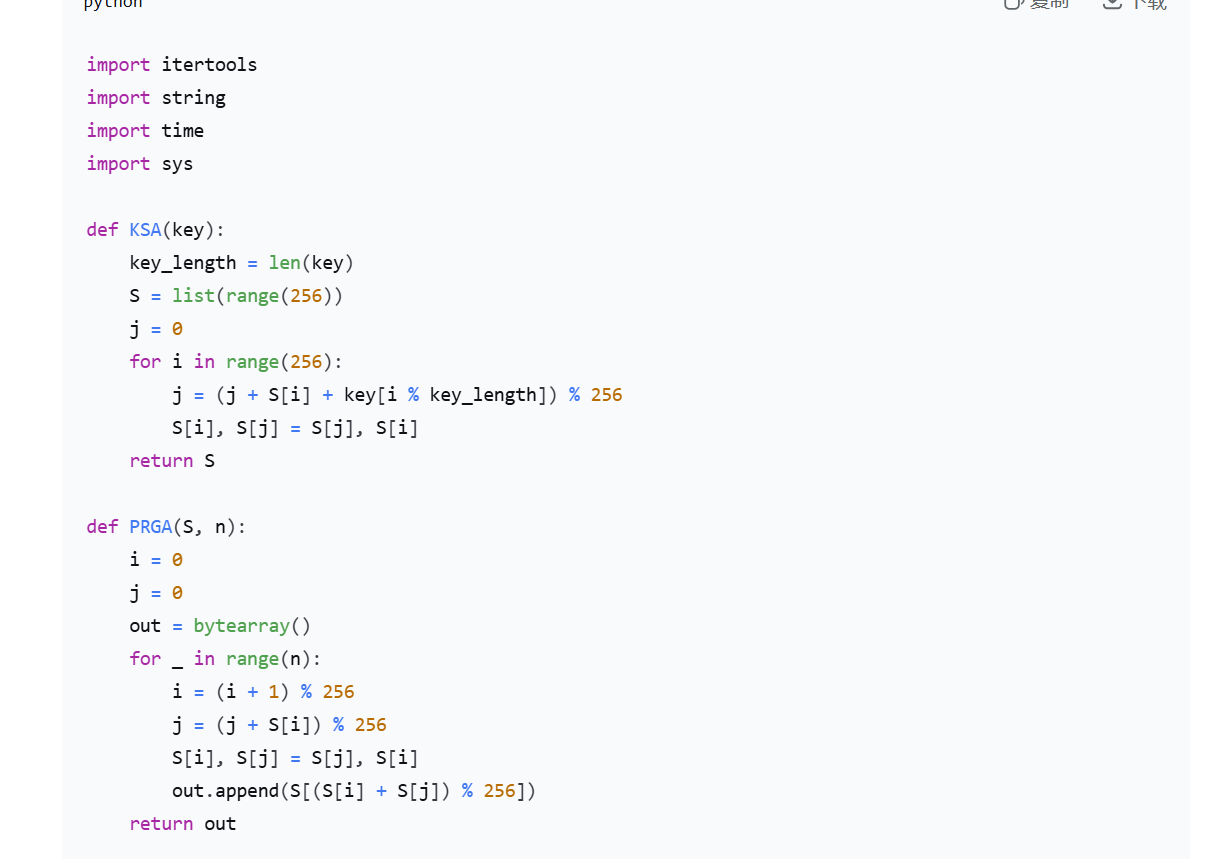 python 复制 下载
import itertools
import string
import time
import sys
def KSA(key):
    key_length = len(key)
    S = list(range(256))
    j = 0
    for i in range(256):
        j = (j + S[i] + key[i % key_length]) % 256
        S[i], S[j] = S[j], S[i]
    return S
def PRGA(S, n):
    i = 0
    j = 0
    out = bytearray()
    for _ in range(n):
        i = (i + 1) % 256
        j = (j + S[i]) % 256
        S[i], S[j] = S[j], S[i]
        out.append(S[(S[i] + S[j]) % 256])
    return out